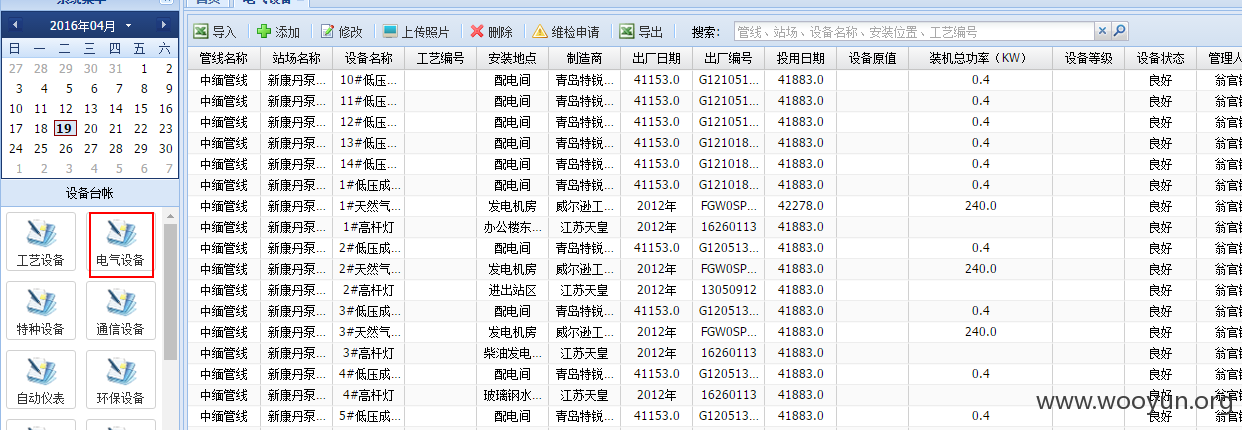 系统菜单
首页 电气设备
2016年04月
日 一 二 三 四 五 六
27 28 29 30 31 1 2
3 4 5 6 7 8 9
10 11 12 13 14 15 16
17 18 19 20 21 22 23
24 25 26 27 28 29 30
1 2 3 4 5 6 7
设备台帐
工艺设备 电气设备
特种设备 通信设备
自动仪表 环保设备
导入 添加 修改 上传照片 删除 维检申请 导出 搜索: 管线、站场、设备名称、安装位置、工艺编号
管线名称 站场名称 设备名称 工艺编号 安装地点 制造商 出厂日期 出厂编号 投用日期 设备原值 装机总功率（KW） 设备等级 设备状态 管理人
中缅管线 新康丹泵... 10#低压... 配电间 青岛特锐... 41153.0 G121051... 41883.0 0.4 良好 翁官
中缅管线 新康丹泵... 11#低压... 配电间 青岛特锐... 41153.0 G121051... 41883.0 0.4 良好 翁官
中缅管线 新康丹泵... 12#低压... 配电间 青岛特锐... 41153.0 G121051... 41883.0 0.4 良好 翁官
中缅管线 新康丹泵... 13#低压... 配电间 青岛特锐... 41153.0 G121018... 41883.0 0.4 良好 翁官
中缅管线 新康丹泵... 14#低压... 配电间 青岛特锐... 41153.0 G121018... 41883.0 0.4 良好 翁官
中缅管线 新康丹泵... 1#低压成... 配电间 青岛特锐... 41153.0 G121018... 41883.0 0.4 良好 翁官
中缅管线 新康丹泵... 1#天然气... 发电机房 威尔逊工... 2012年 FGW0SP... 42278.0 240.0 良好 翁官
中缅管线 新康丹泵... 1#高杆灯 办公楼东... 江苏天皇 2012年 16260113 41883.0 良好 翁官
中缅管线 新康丹泵... 2#低压成... 配电间 青岛特锐... 41153.0 G120513... 41883.0 0.4 良好 翁官
中缅管线 新康丹泵... 2#天然气... 发电机房 威尔逊工... 2012年 FGW0SP... 41883.0 240.0 良好 翁官
中缅管线 新康丹泵... 2#高杆灯 进出站区 江苏天皇 2012年 13050912 41883.0 良好 翁官
中缅管线 新康丹泵... 3#低压成... 配电间 青岛特锐... 41153.0 G120513... 41883.0 0.4 良好 翁官
中缅管线 新康丹泵... 3#天然气... 发电机房 威尔逊工... 2012年 FGW0SP... 41883.0 240.0 良好 翁官
中缅管线 新康丹泵... 3#高杆灯 柴油发电... 江苏天皇 2012年 16260113 41883.0 良好 翁官
中缅管线 新康丹泵... 4#低压成... 配电间 青岛特锐... 41153.0 G120513... 41883.0 0.4 良好 翁官
中缅管线 新康丹泵... 4#高杆灯 玻璃钢水... 江苏天皇 2012年 16260113 41883.0 良好 翁官
中缅管线 新康丹泵... 5#低压成... 配电间 青岛特锐... 41153.0 G120513... 41883.0 0.4 良好 翁官
www.wooyun.org